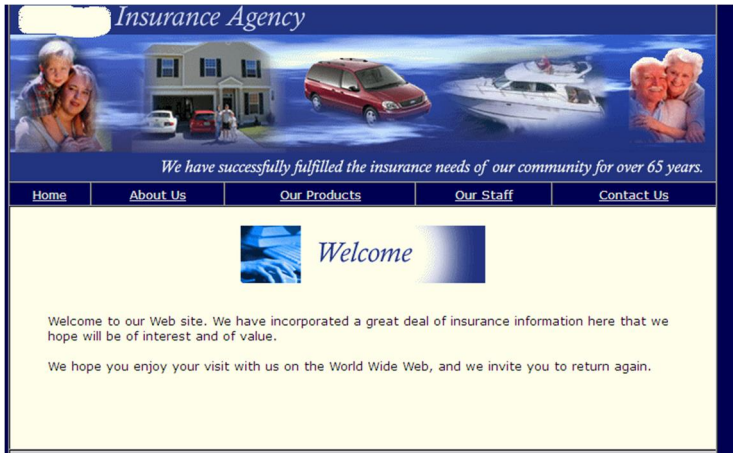 Insurance Agency
We have successfully fulfilled the insurance needs of our community for over 65 years.
Home About Us Our Products Our Staff Contact Us
Welcome
Welcome to our Web site. We have incorporated a great deal of insurance information here that we
hope will be of interest and of value.
We hope you enjoy your visit with us on the World Wide Web, and we invite you to return again.